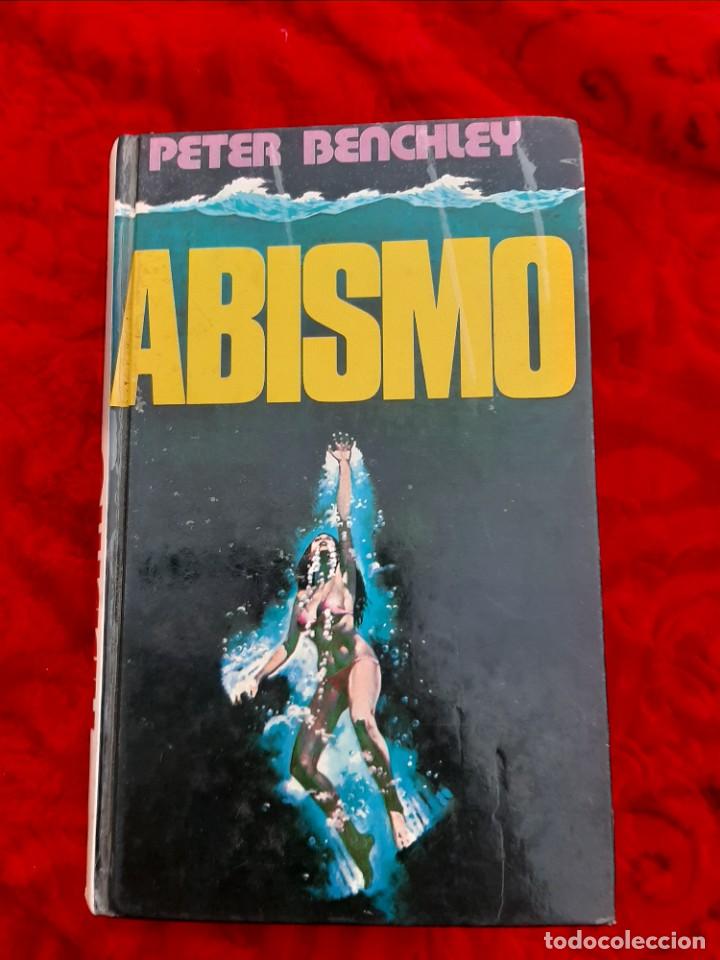 PETER BENCHLEY
ABISMO
todocoleccion